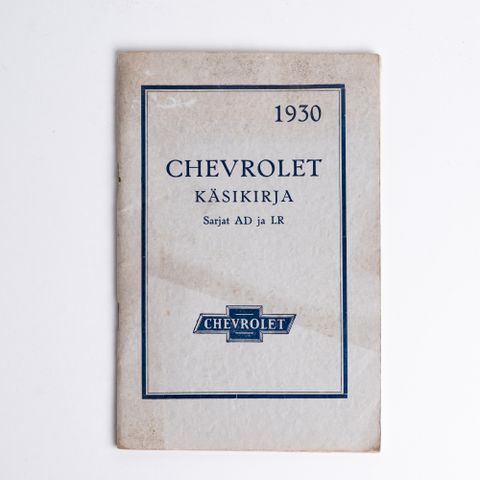 1930
CHEVROLET
KÄSIKIRJA
Sarjat AD ja LR
CHEVROLET